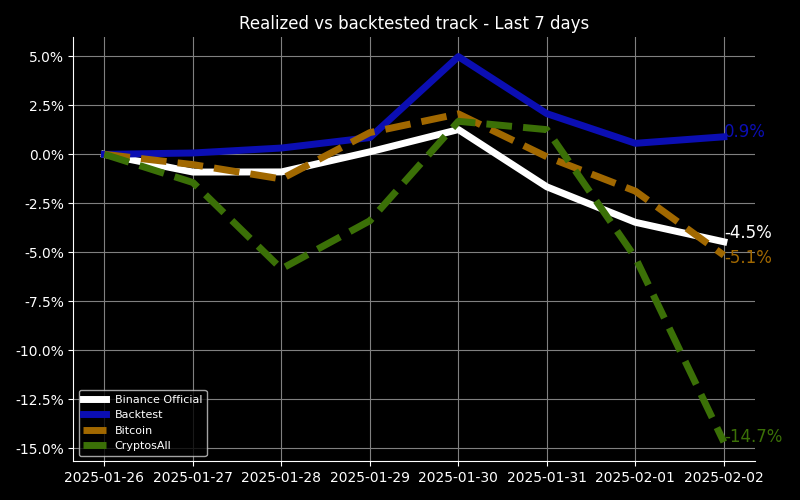 Realized vs backtested track - Last 7 days
5.0%
2.5%
0.0%
-2.5%
-5.0%
-7.5%
-10.0%
-12.5%
-15.0%
0.9%
-4.5%
-5.1%
-14.7%
Binance Official
Backtest
Bitcoin
CryptosAll
2025-01-26 2025-01-27 2025-01-28 2025-01-29 2025-01-30 2025-01-31 2025-02-01 2025-02-02